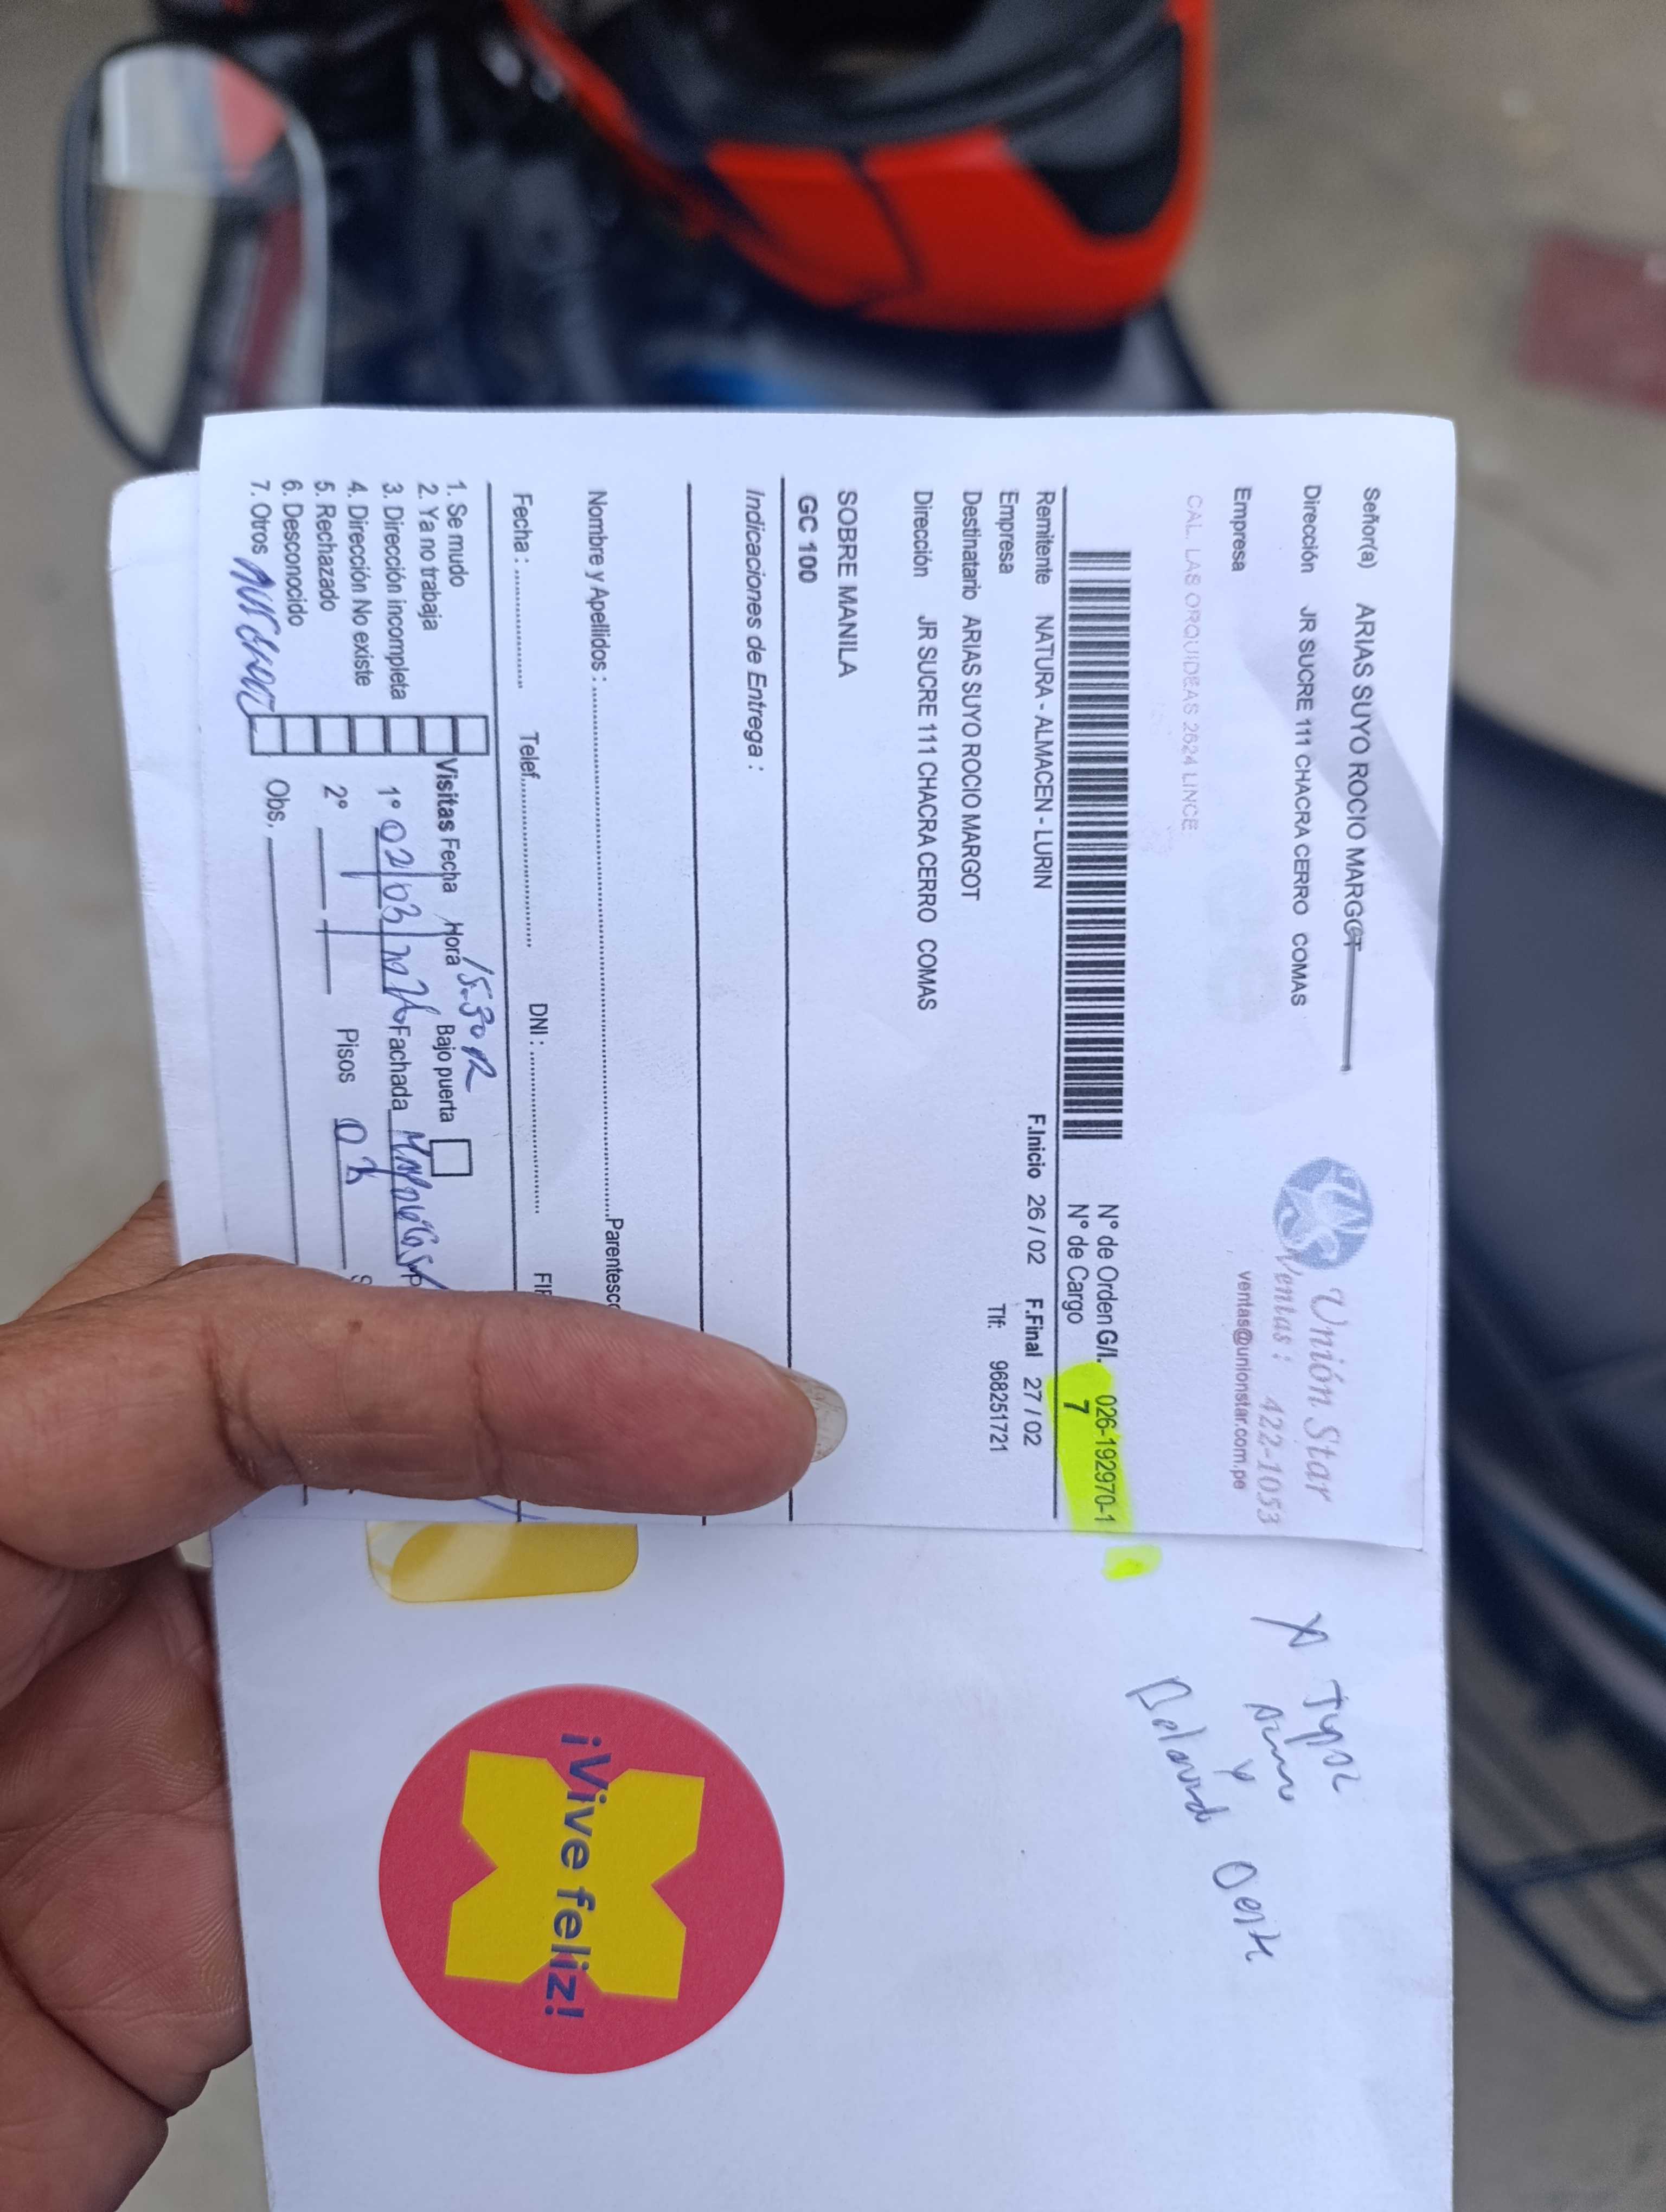 Señor(a) ARIAS SUYO ROCIO MARGOT
Dirección JR SUCRE 111 CHACRA CERRO COMAS
Empresa
CAL. LAS ORQUIDEAS 2624 LINCE
Unión Star
Ventas: 422-1053
ventas@unionstar.com.pe
N° de Orden G/I. 026-192970-1
N° de Cargo 7
Remitente NATURA - ALMACEN - LURIN F.Inicio 26 / 02 F.Final 27 / 02
Empresa Tlf: 968251721
Destinatario ARIAS SUYO ROCIO MARGOT
Dirección JR SUCRE 111 CHACRA CERRO COMAS
SOBRE MANILA
GC 100
Indicaciones de Entrega :
Nombre y Apellidos : Parentesco
Fecha : Telef. DNI :
1. Se mudo
2. Ya no trabaja
3. Dirección incompleta
4. Dirección No existe
5. Rechazado
6. Desconocido
7. Otros
Visitas Fecha Hora 15:30 Bajo puerta
1° 02/03 Fachada
2° Pisos 02
Obs.
¡Vive feliz!